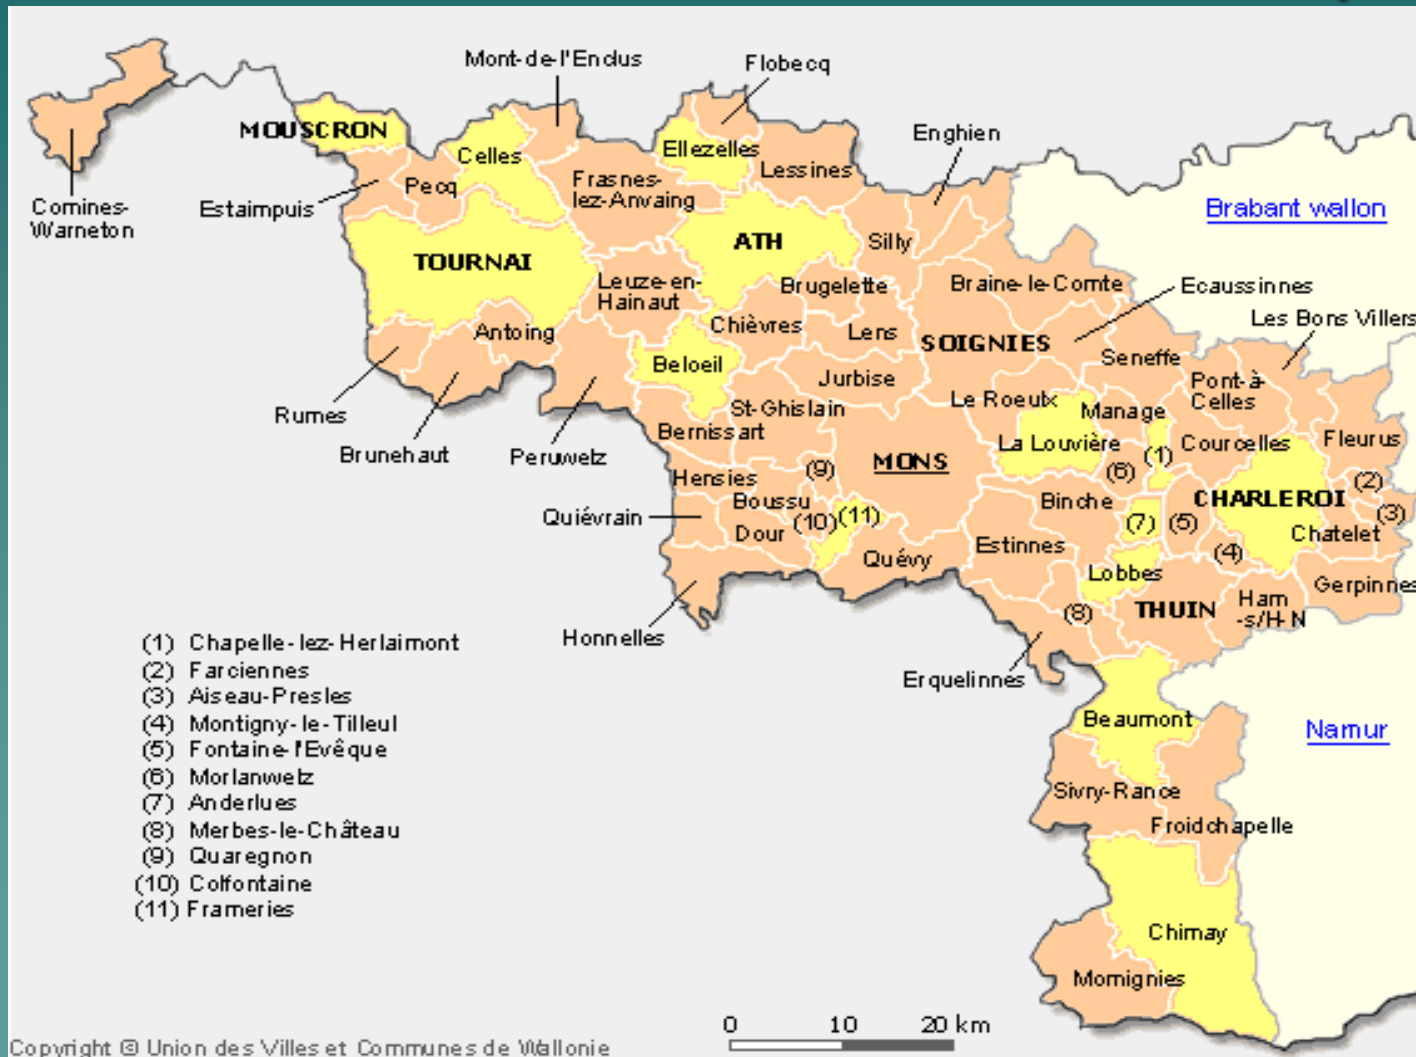 Mont-de-l'Enclus
Flobecq
Enghien
MOUSCRON
Celles
Ellezelles
Lessines
Pecq
Frasnes-
lez-Anvaing
Estaimpuis
Comines-
Warneton
Brabant wallon
TOURNAI
ATH
Silly
Leuze-en-
Hainaut
Brugelette
Braine-le-Comte
Ecaussinnes
Antoing
Chièvres
Lens
SOIGNIES
Les Bons Villers
Beloeil
Seneffe
Jurbise
Pont-à-
Celles
Rumes
St-Ghislain
Le Roeulx
Manage
Brunehaut
Peruwelz
Bernissart
MONS
La Louvière
(1)
Courcelles
Fleurus
(9)
(6)
Hensies
(2)
Boussu
Binche
CHARLEROI
Quiévrain
(10)
(11)
(7)
(5)
(3)
Dour
Chatelet
Estinnes
Quévy
(4)
Lobbes
Gerpinnes
Honnelles
(8)
THUIN
Ham
-s/H-N
Erquelinnes
(1) Chapelle-lez-Herlaimont
(2) Farciennes
(3) Aiseau-Presles
(4) Montigny-le-Tilleul
(5) Fontaine-l'Evêque
(6) Morlanwelz
(7) Anderlues
(8) Merbes-le-Château
(9) Quaregnon
(10) Colfontaine
(11) Frameries
Beaumont
Namur
Sivry-Rance
Froidchapelle
Chimay
Momignies
0 10 20 km
Copyright © Union des Villes et Communes de Wallonie